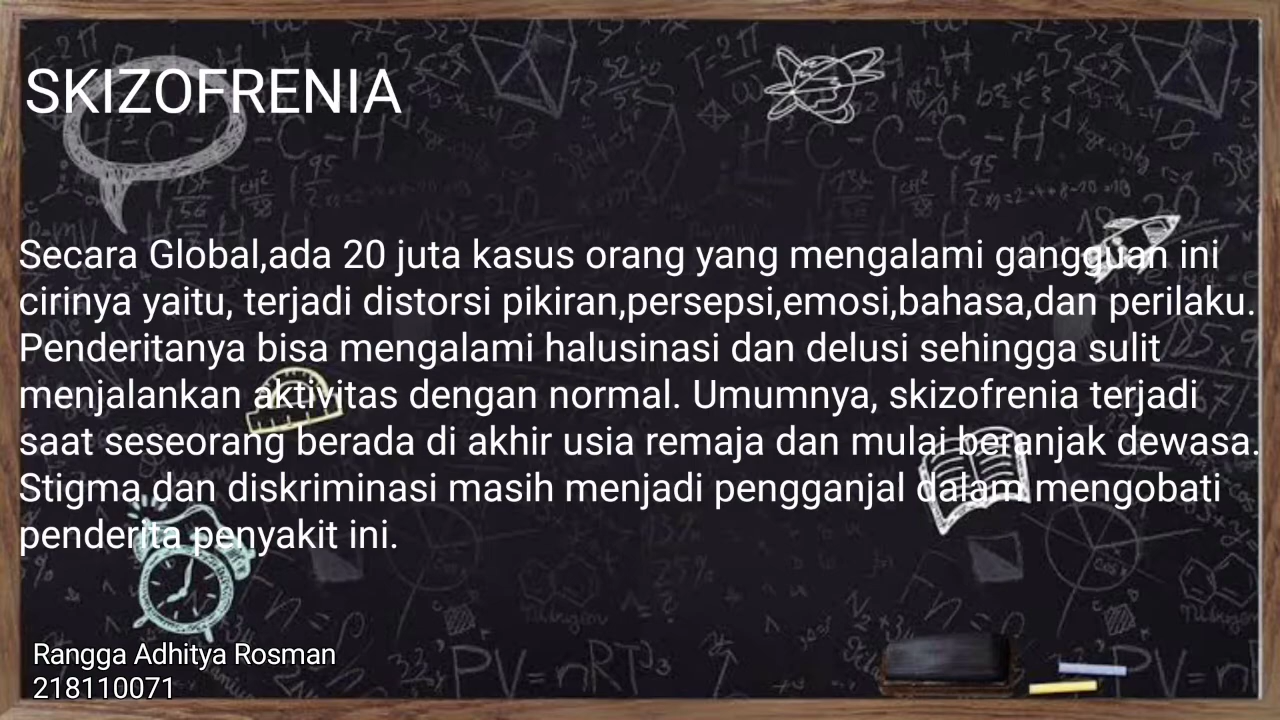 SKIZOFRENIA
Secara Global,ada 20 juta kasus orang yang mengalami gangguan ini
cirinya yaitu, terjadi distorsi pikiran,persepsi,emosi,bahasa,dan perilaku.
Penderitanya bisa mengalami halusinasi dan delusi sehingga sulit
menjalankan aktivitas dengan normal. Umumnya, skizofrenia terjadi
saat seseorang berada di akhir usia remaja dan mulai beranjak dewasa.
Stigma dan diskriminasi masih menjadi pengganjal dalam mengobati
penderita penyakit ini.
Rangga Adhitya Rosman
218110071
PV=nRT